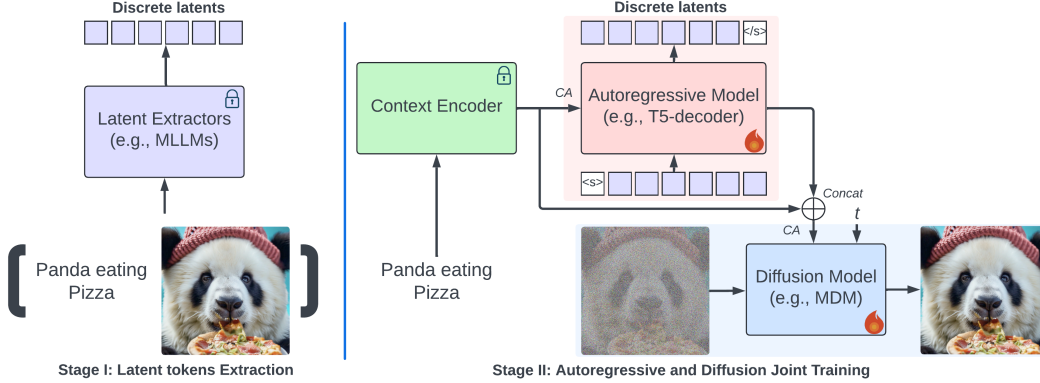 Discrete latents
Latent Extractors
(e.g., MLLMs)
Panda eating
Pizza
Stage I: Latent tokens Extraction
Discrete latents
</s>
Context Encoder
CA
Autoregressive Model
(e.g., T5-decoder)
<s>
Concat
t
CA
Panda eating
Pizza
Diffusion Model
(e.g., MDM)
Stage II: Autoregressive and Diffusion Joint Training